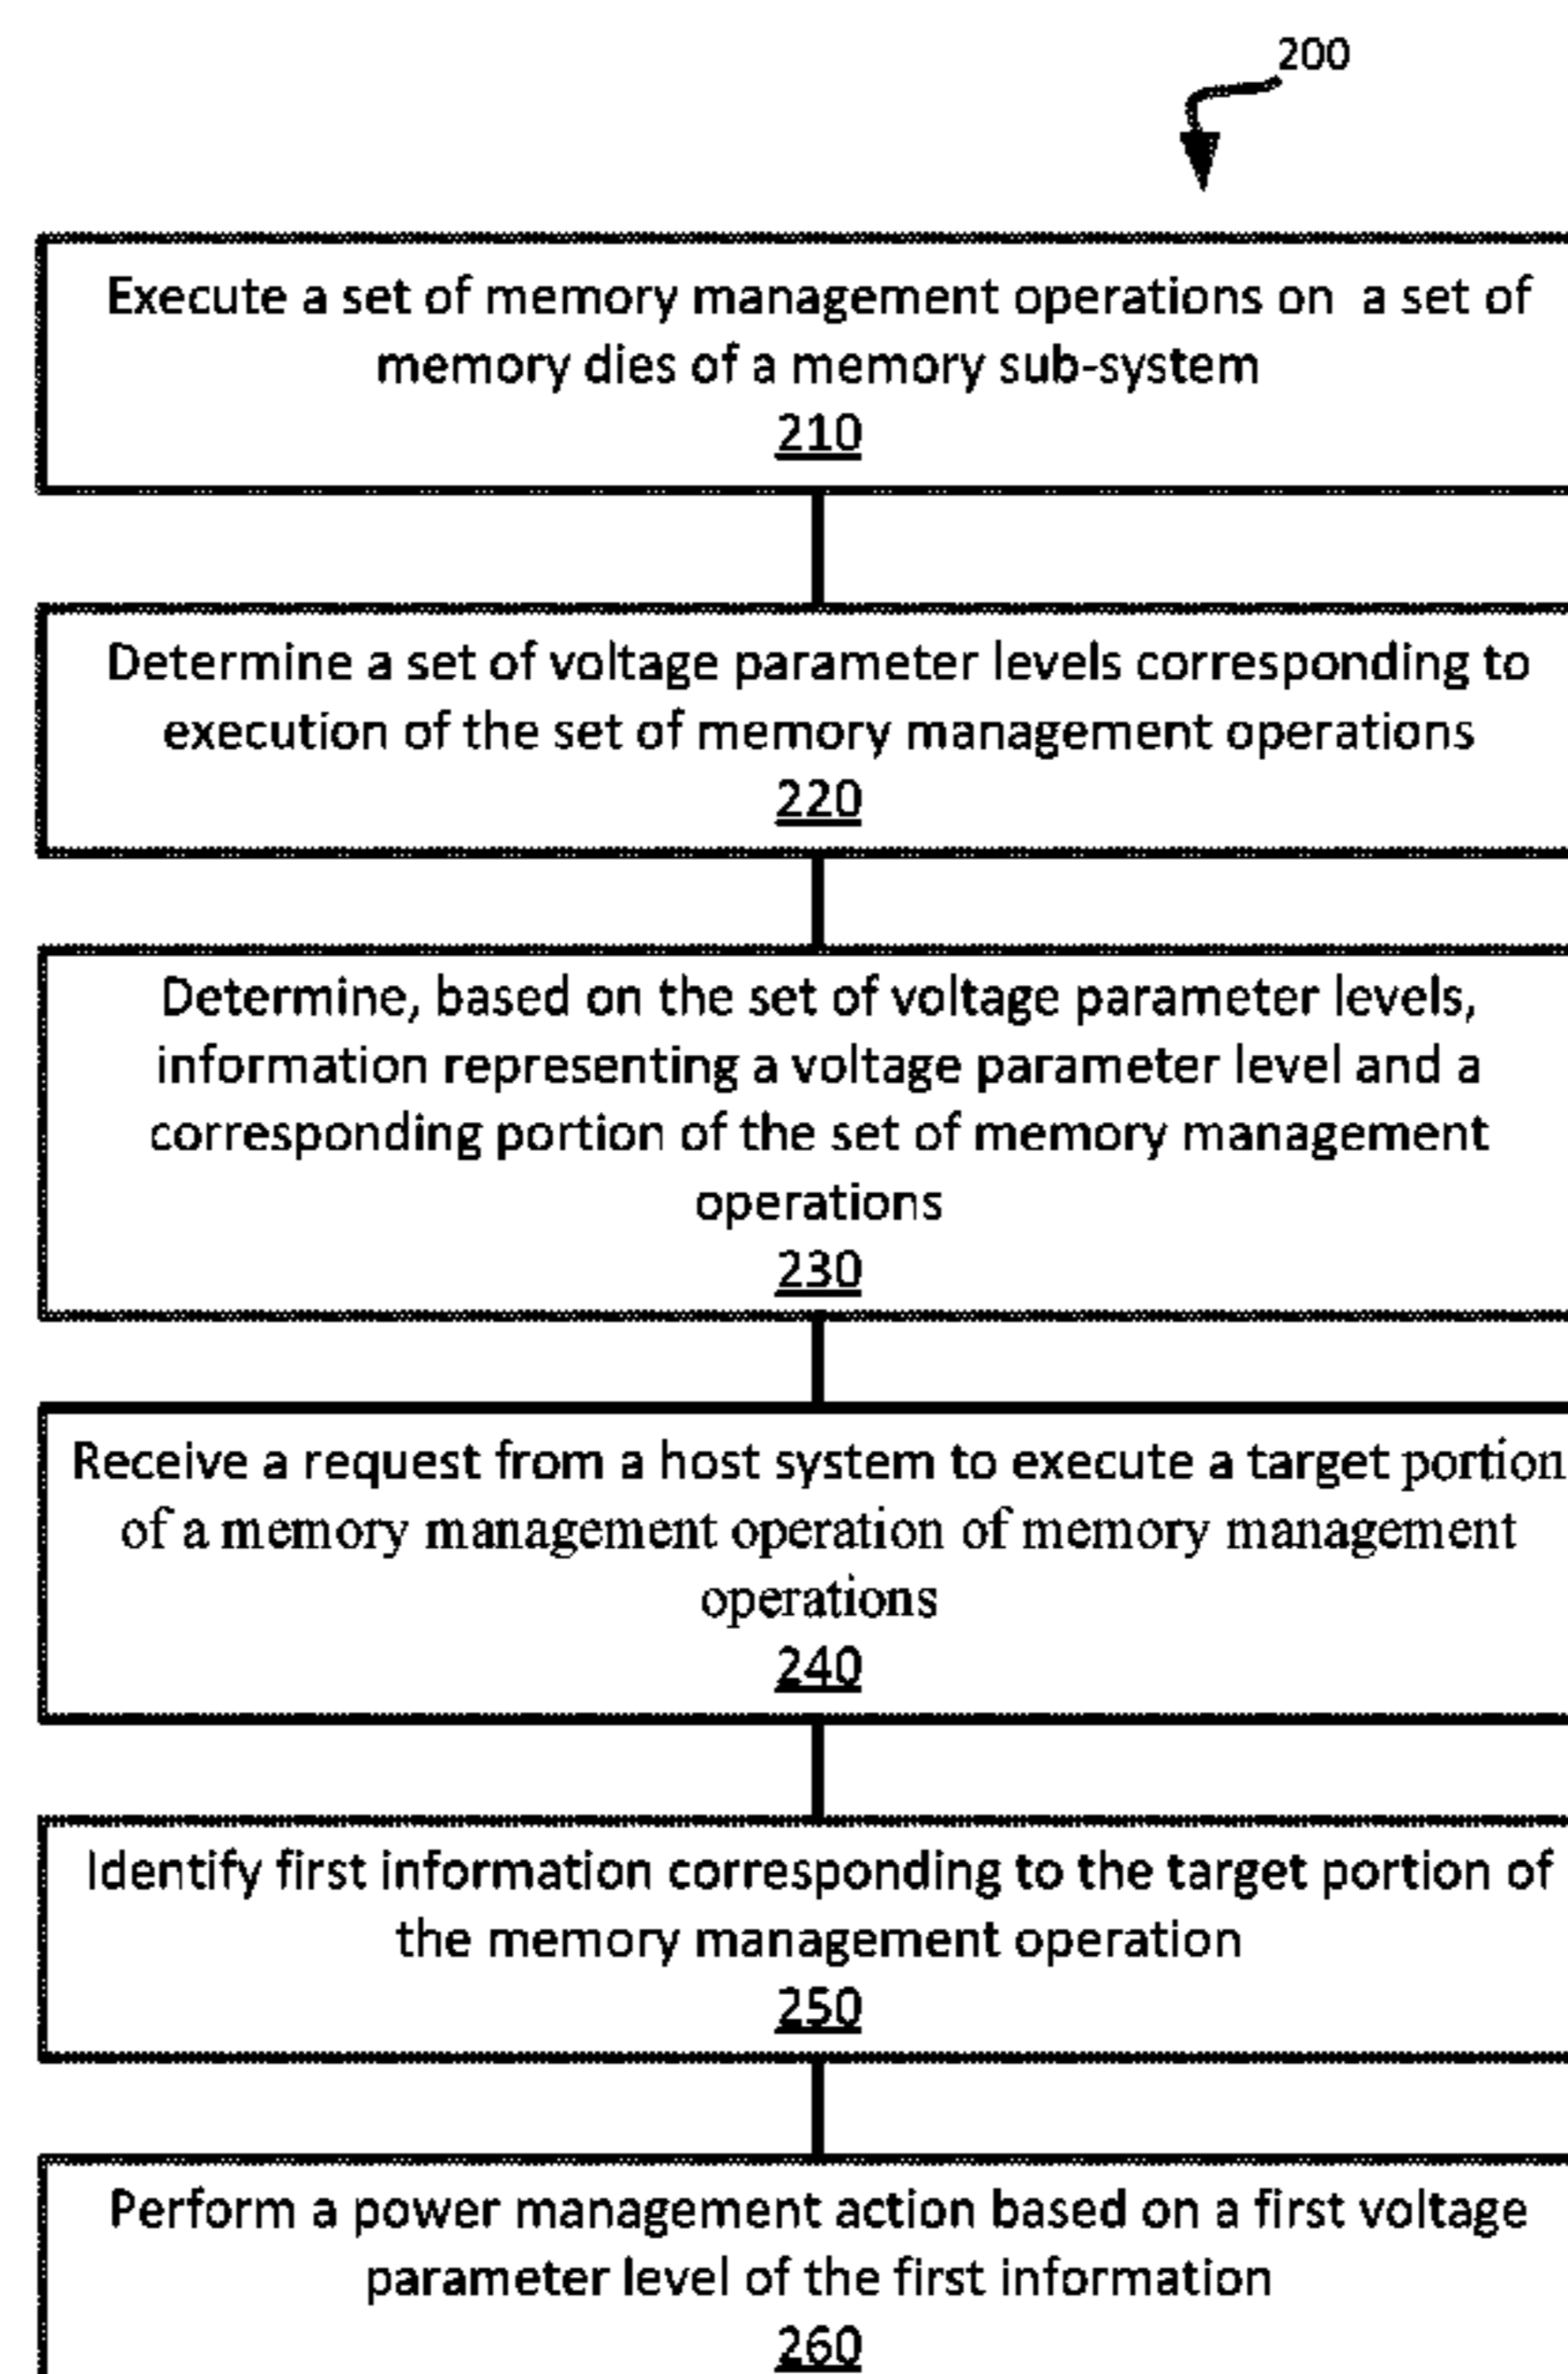 200
Execute a set of memory management operations on a set of
memory dies of a memory sub-system
210
Determine a set of voltage parameter levels corresponding to
execution of the set of memory management operations
220
Determine, based on the set of voltage parameter levels,
information representing a voltage parameter level and a
corresponding portion of the set of memory management
operations
230
Receive a request from a host system to execute a target portion
of a memory management operation of memory management
operations
240
Identify first information corresponding to the target portion of
the memory management operation
250
Perform a power management action based on a first voltage
parameter level of the first information
260